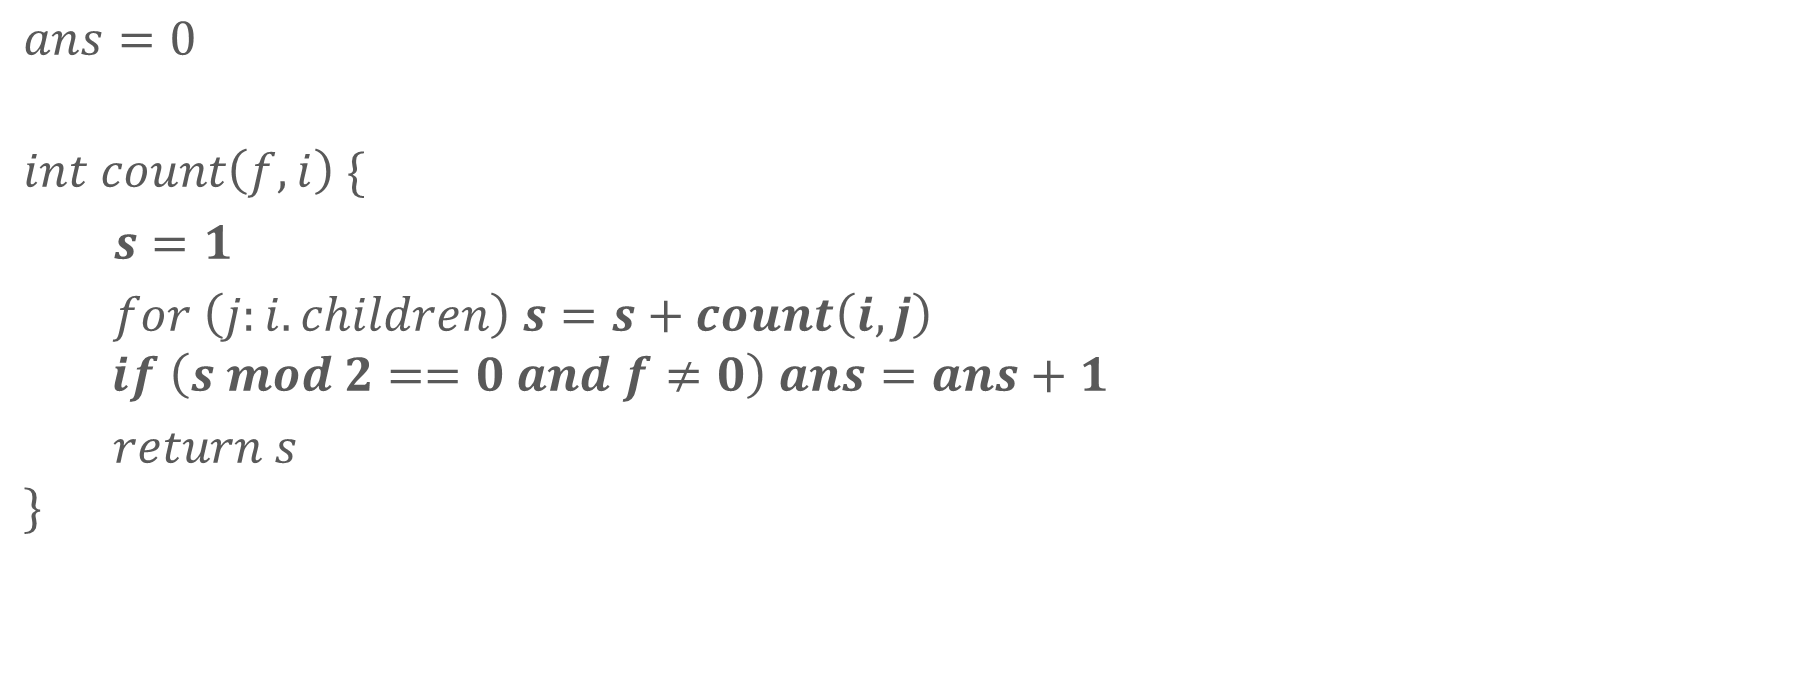 ans = 0
int count(f, i) {
s = 1
for (j: i. children) s = s + count(i, j)
if (s mod 2 == 0 and f ≠ 0) ans = ans + 1
return s
}